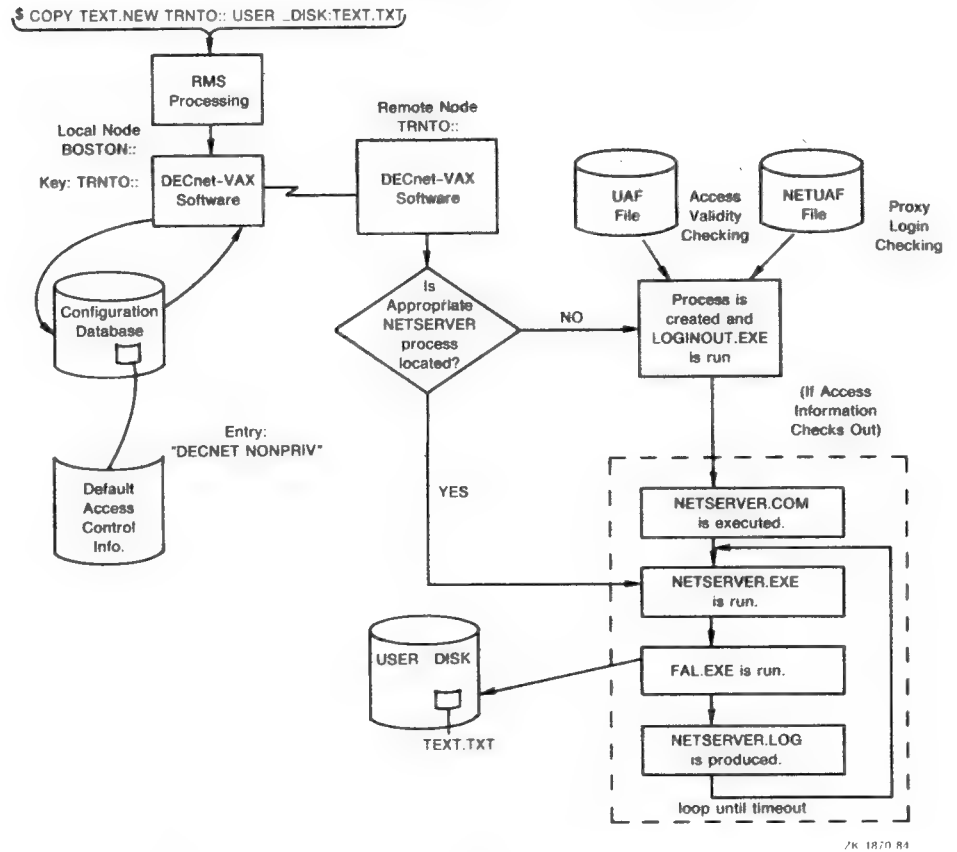 $ COPY TEXT.NEW TRNTO:: USER _DISK:TEXT.TXT
RMS
Processing
Local Node
BOSTON::
Key: TRNTO::
DECnet-VAX
Software
Remote Node
TRNTO::
DECnet-VAX
Software
UAF
File
Access
Validity
Checking
NETUAF
File
Proxy
Login
Checking
Configuration
Database
Is
Appropriate
NETSERVER
process
located?
NO
Process is
created and
LOGINOUT.EXE
is run
(If Access
Information
Checks Out)
Entry:
"DECNET NONPRIV"
Default
Access
Control
Info.
YES
NETSERVER.COM
is executed.
NETSERVER.EXE
is run.
USER DISK
TEXT.TXT
FAL.EXE is run.
NETSERVER.LOG
is produced.
loop until timeout
ZK 1870 84